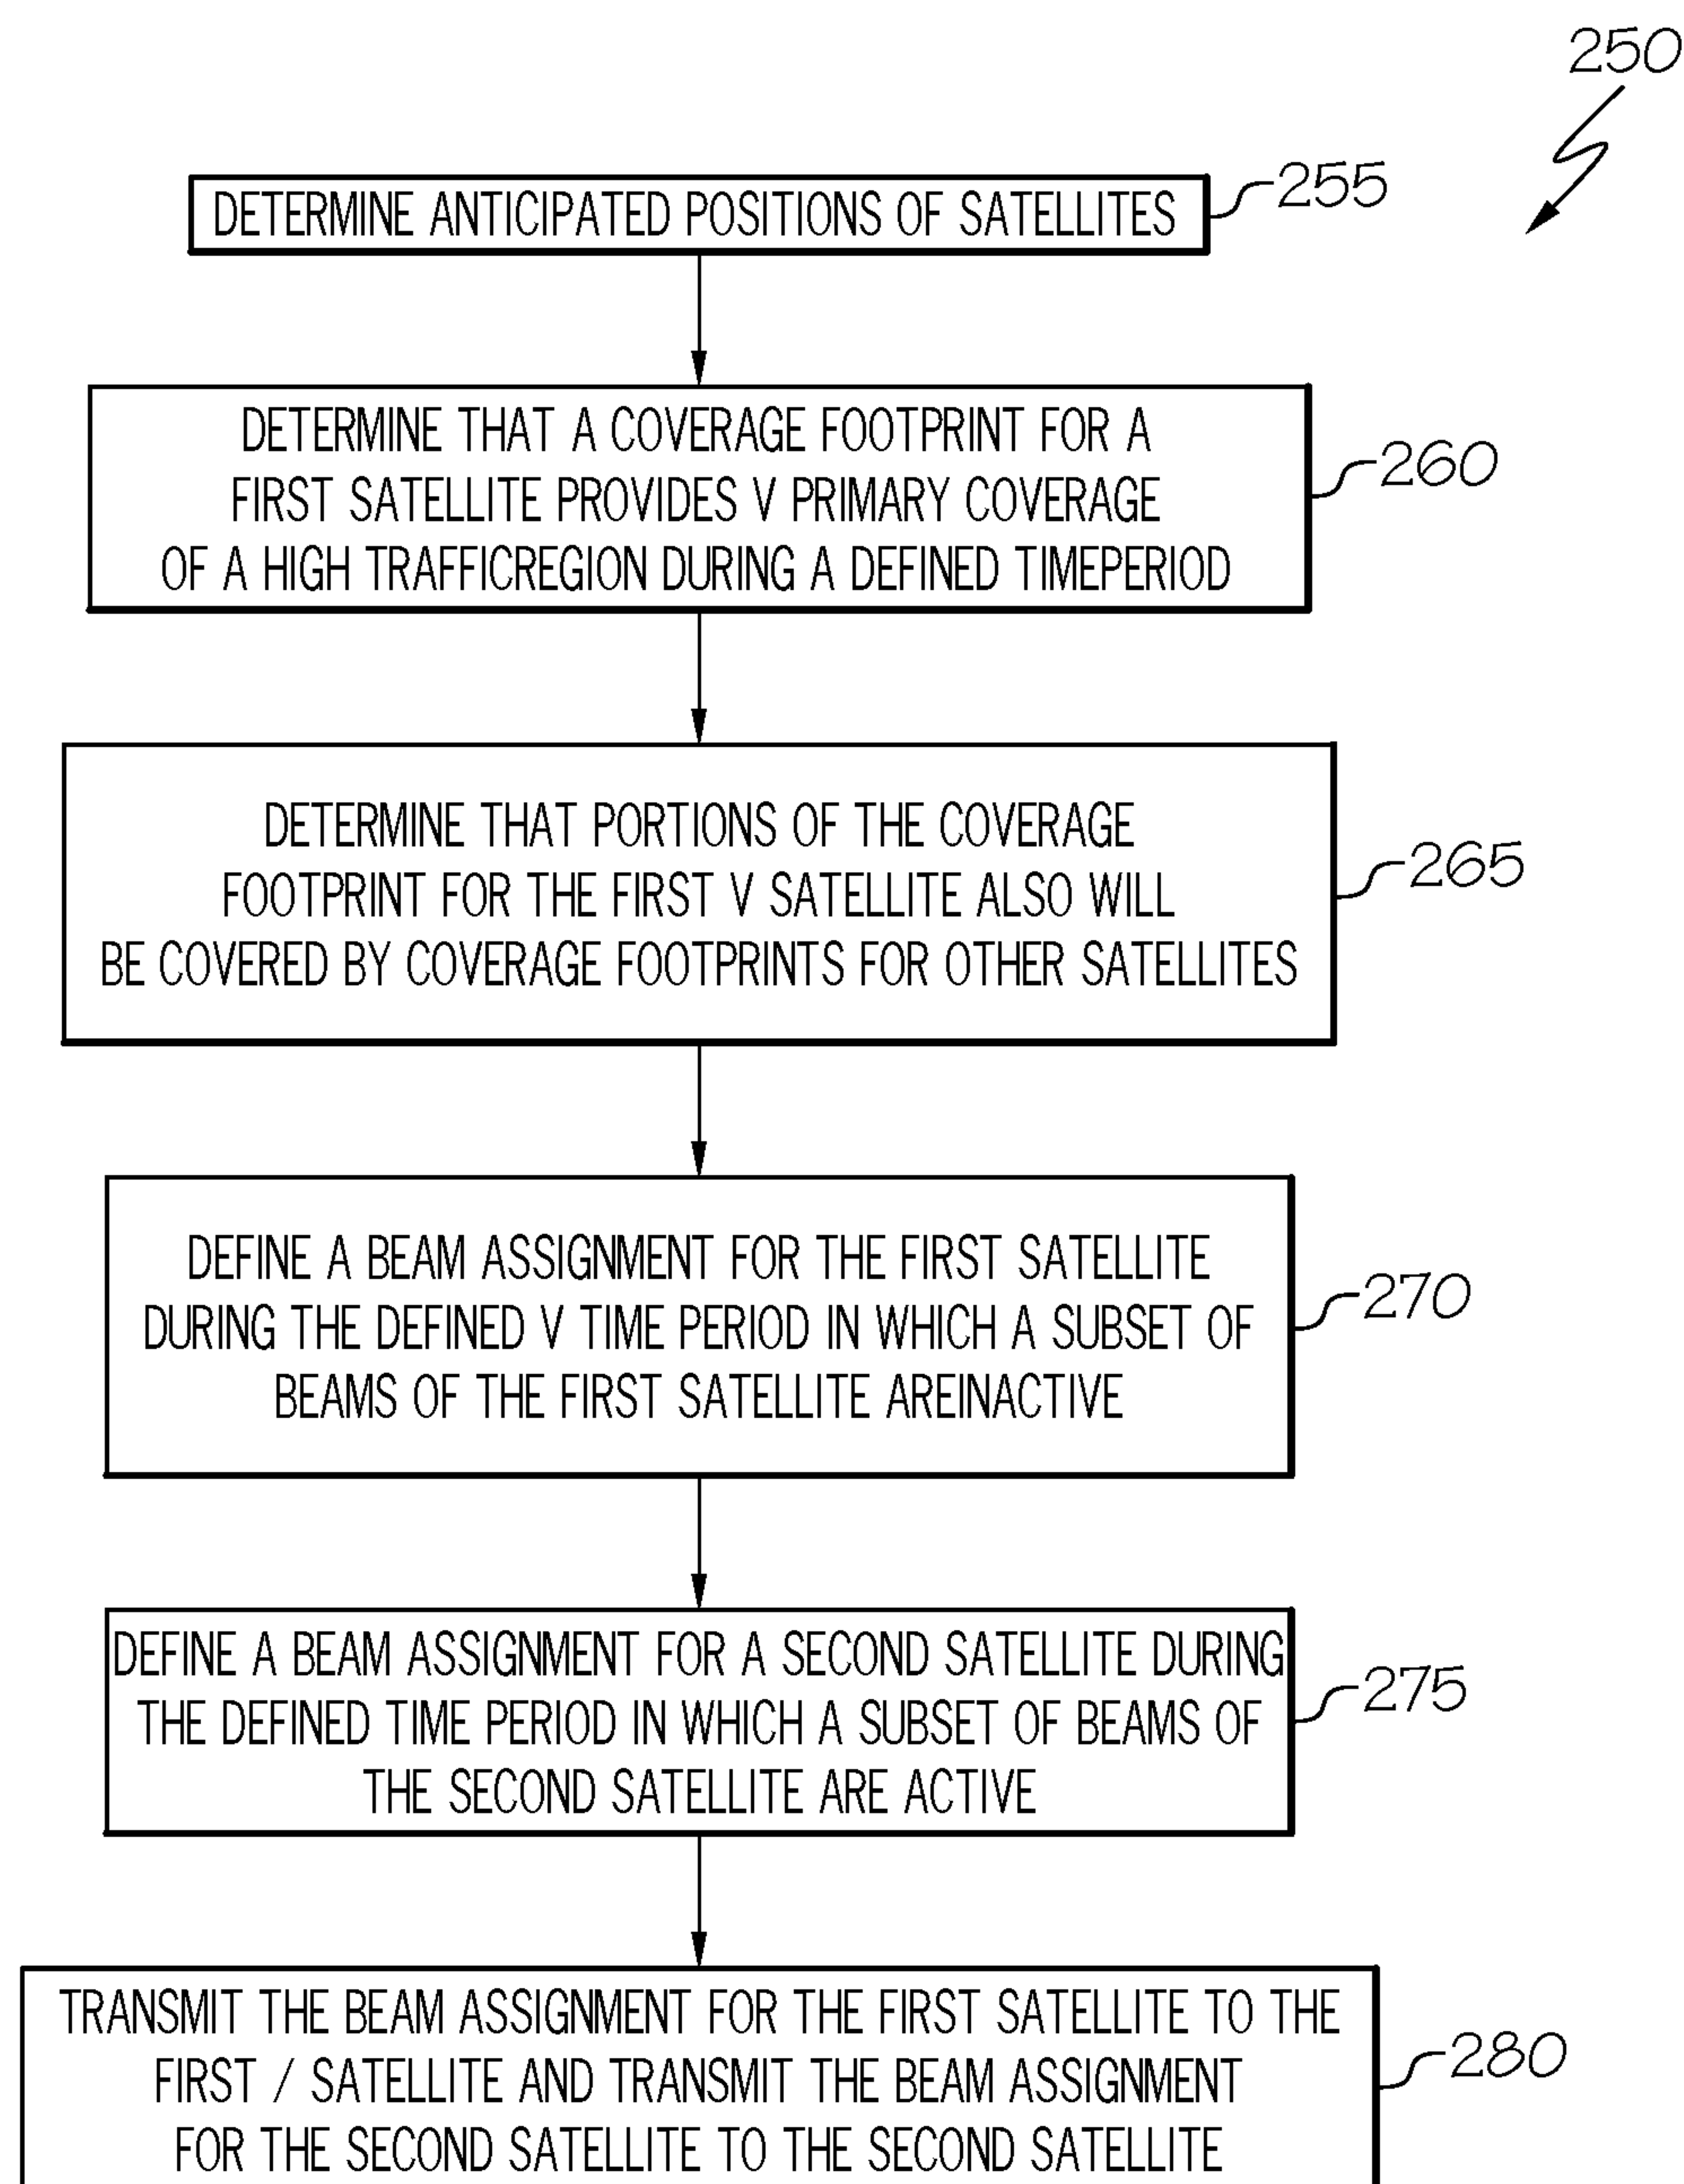 250
DETERMINE ANTICIPATED POSITIONS OF SATELLITES
255
DETERMINE THAT A COVERAGE FOOTPRINT FOR A
FIRST SATELLITE PROVIDES V PRIMARY COVERAGE
OF A HIGH TRAFFICREGION DURING A DEFINED TIMEPERIOD
260
DETERMINE THAT PORTIONS OF THE COVERAGE
FOOTPRINT FOR THE FIRST V SATELLITE ALSO WILL
BE COVERED BY COVERAGE FOOTPRINTS FOR OTHER SATELLITES
265
DEFINE A BEAM ASSIGNMENT FOR THE FIRST SATELLITE
DURING THE DEFINED V TIME PERIOD IN WHICH A SUBSET OF
BEAMS OF THE FIRST SATELLITE AREINACTIVE
270
DEFINE A BEAM ASSIGNMENT FOR A SECOND SATELLITE DURING
THE DEFINED TIME PERIOD IN WHICH A SUBSET OF BEAMS OF
THE SECOND SATELLITE ARE ACTIVE
275
TRANSMIT THE BEAM ASSIGNMENT FOR THE FIRST SATELLITE TO THE
FIRST / SATELLITE AND TRANSMIT THE BEAM ASSIGNMENT
FOR THE SECOND SATELLITE TO THE SECOND SATELLITE
280